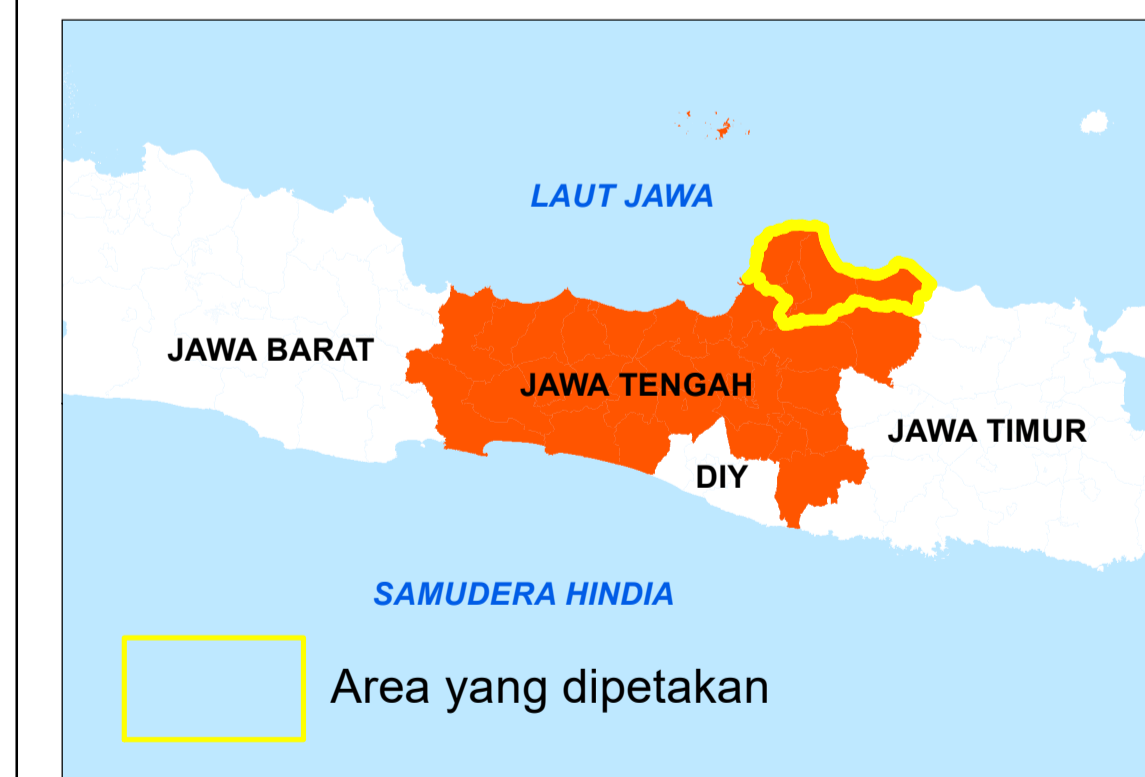 LAUT JAWA
JAWA BARAT
JAWA TENGAH
JAWA TIMUR
DIY
SAMUDERA HINDIA
Area yang dipetakan